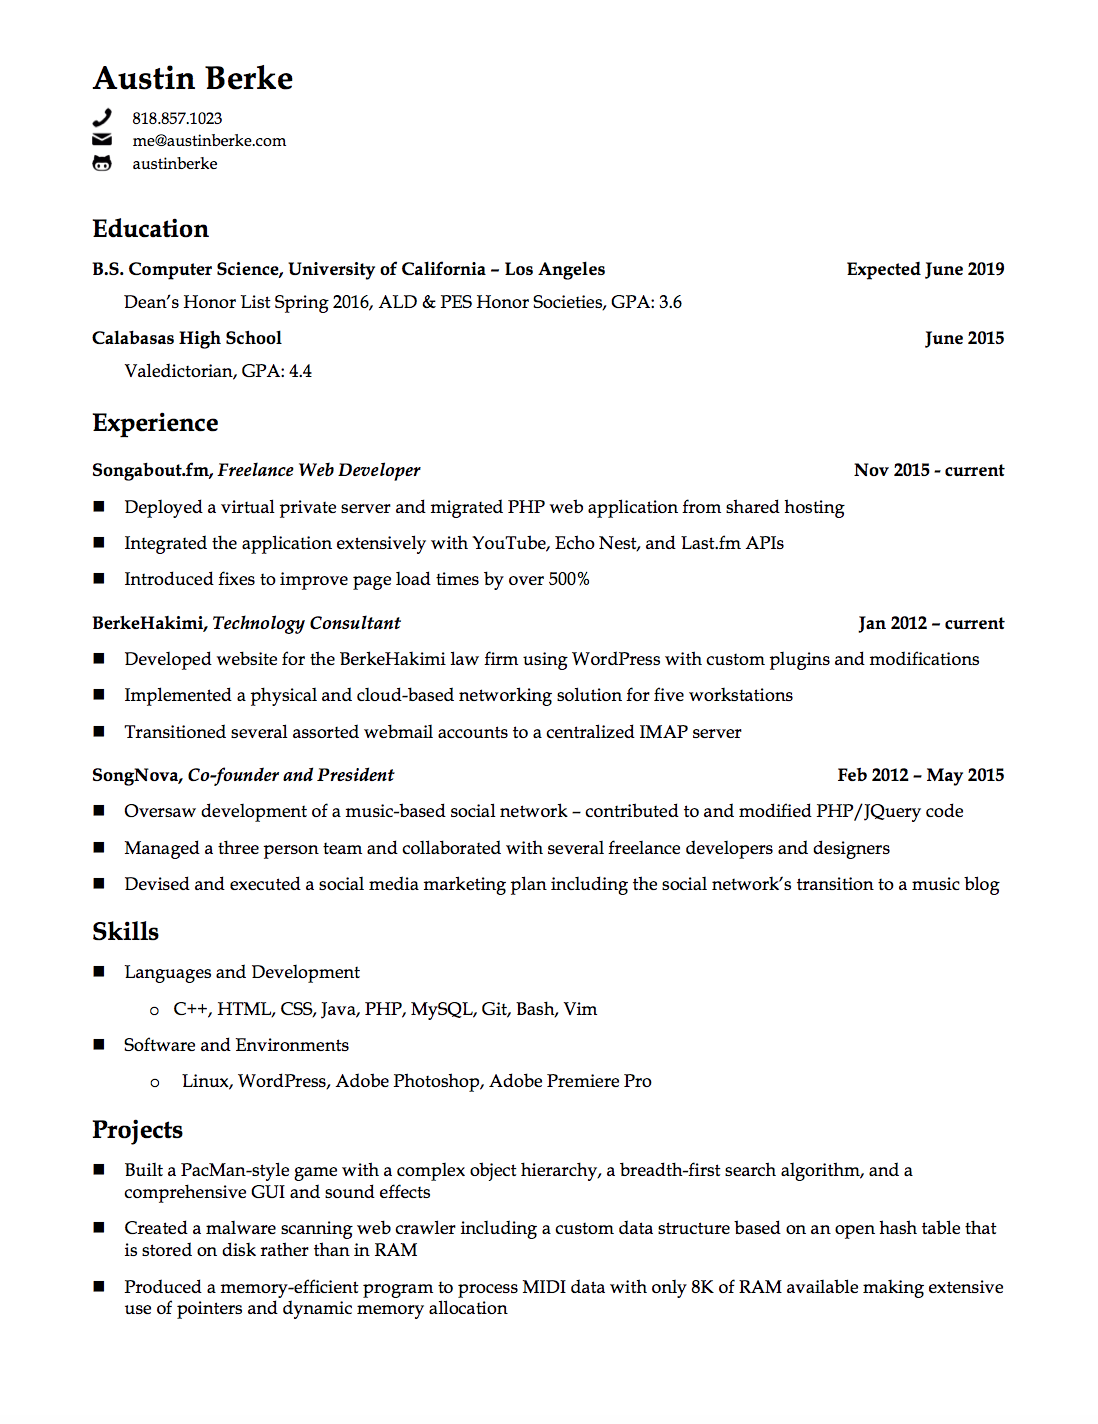 Austin Berke
818.857.1023
me@austinberke.com
austinberke
Education
B.S. Computer Science, University of California – Los Angeles Expected June 2019
Dean’s Honor List Spring 2016, ALD & PES Honor Societies, GPA: 3.6
Calabasas High School June 2015
Valedictorian, GPA: 4.4
Experience
Songabout.fm, Freelance Web Developer Nov 2015 - current
■ Deployed a virtual private server and migrated PHP web application from shared hosting
■ Integrated the application extensively with YouTube, Echo Nest, and Last.fm APIs
■ Introduced fixes to improve page load times by over 500%
BerkeHakimi, Technology Consultant Jan 2012 – current
■ Developed website for the BerkeHakimi law firm using WordPress with custom plugins and modifications
■ Implemented a physical and cloud-based networking solution for five workstations
■ Transitioned several assorted webmail accounts to a centralized IMAP server
SongNova, Co-founder and President Feb 2012 – May 2015
■ Oversaw development of a music-based social network – contributed to and modified PHP/JQuery code
■ Managed a three person team and collaborated with several freelance developers and designers
■ Devised and executed a social media marketing plan including the social network’s transition to a music blog
Skills
■ Languages and Development
○ C++, HTML, CSS, Java, PHP, MySQL, Git, Bash, Vim
■ Software and Environments
○ Linux, WordPress, Adobe Photoshop, Adobe Premiere Pro
Projects
■ Built a PacMan-style game with a complex object hierarchy, a breadth-first search algorithm, and a
comprehensive GUI and sound effects
■ Created a malware scanning web crawler including a custom data structure based on an open hash table that
is stored on disk rather than in RAM
■ Produced a memory-efficient program to process MIDI data with only 8K of RAM available making extensive
use of pointers and dynamic memory allocation